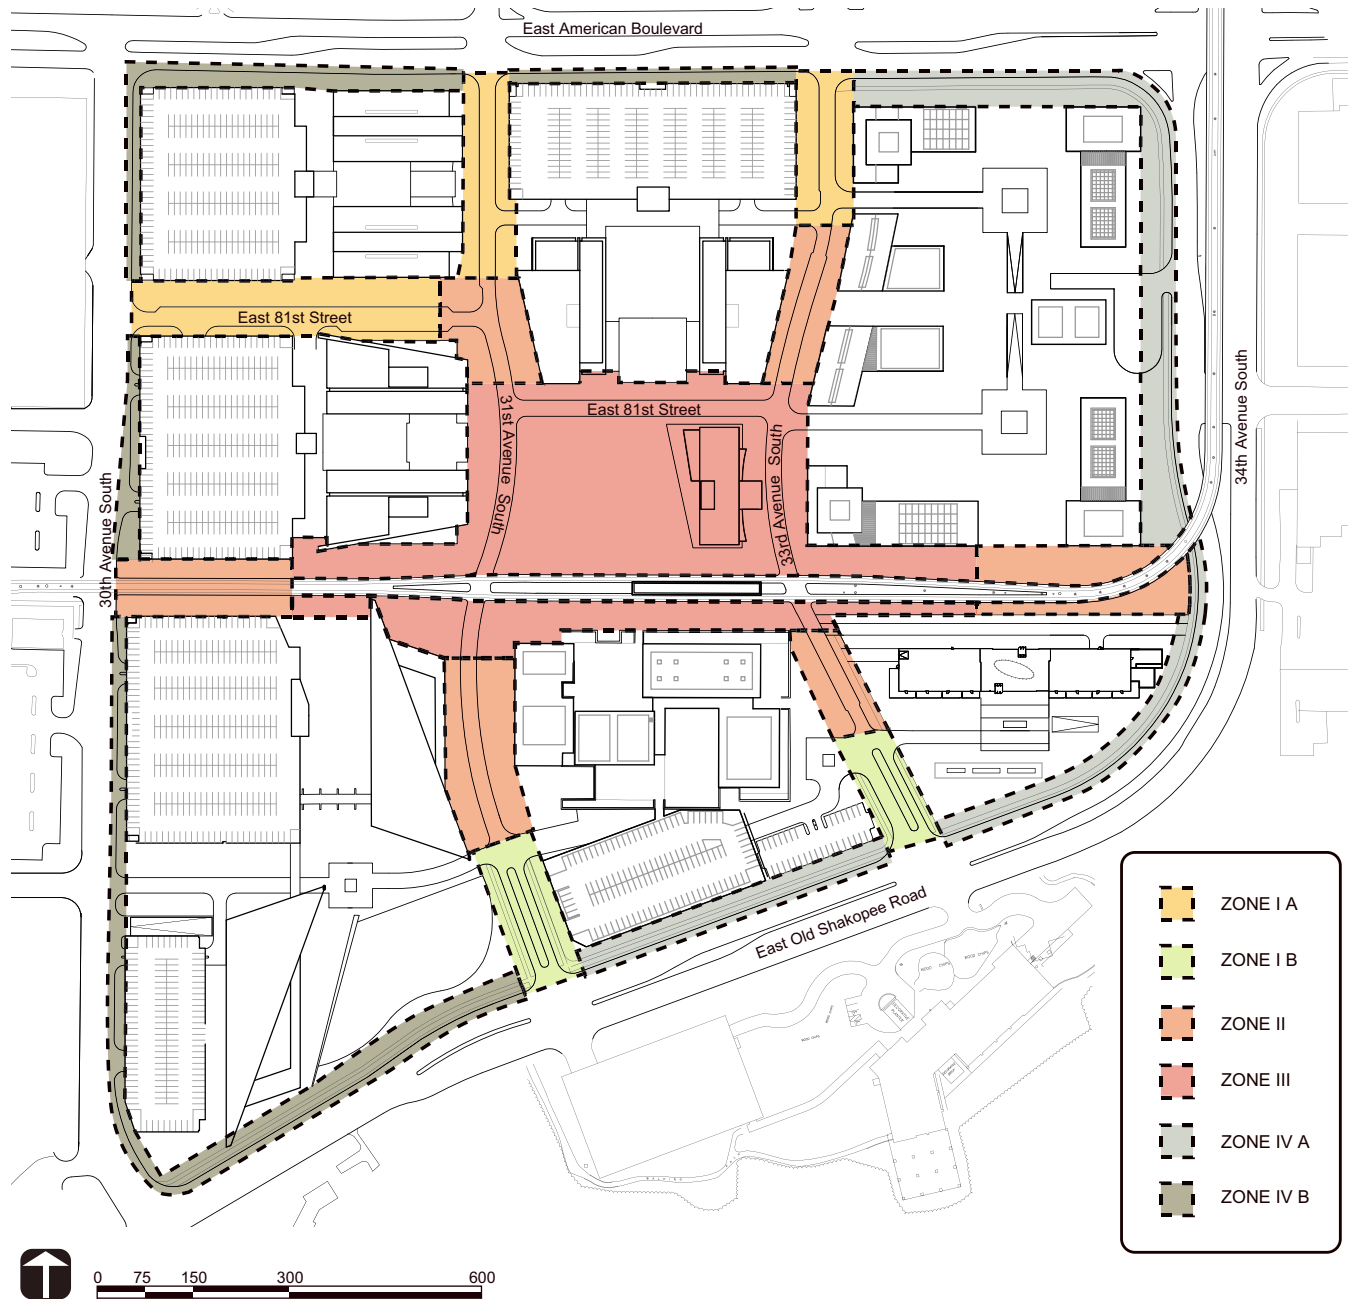 East American Boulevard
East 81st Street
East 81st Street
31st Avenue South
33rd Avenue South
30th Avenue South
34th Avenue South
East Old Shakopee Road
ZONE I A
ZONE I B
ZONE II
ZONE III
ZONE IV A
ZONE IV B
0 75 150 300 600